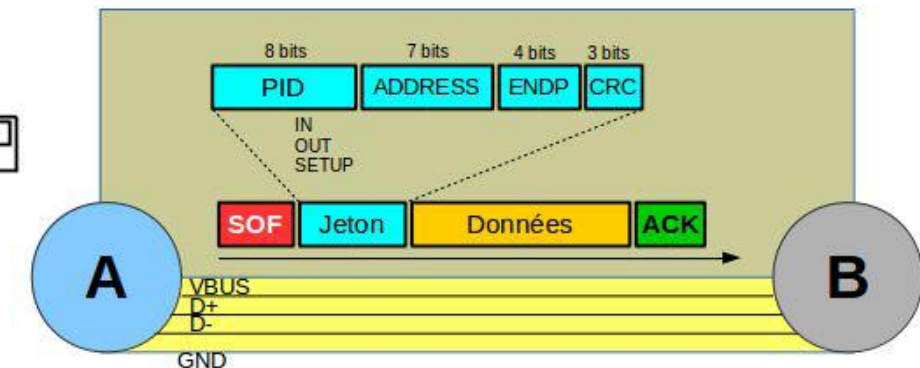 8 bits 7 bits 4 bits 3 bits
PID ADDRESS ENDP CRC
IN
OUT
SETUP
SOF Jeton Données ACK
A B
VBUS
D+
D-
GND